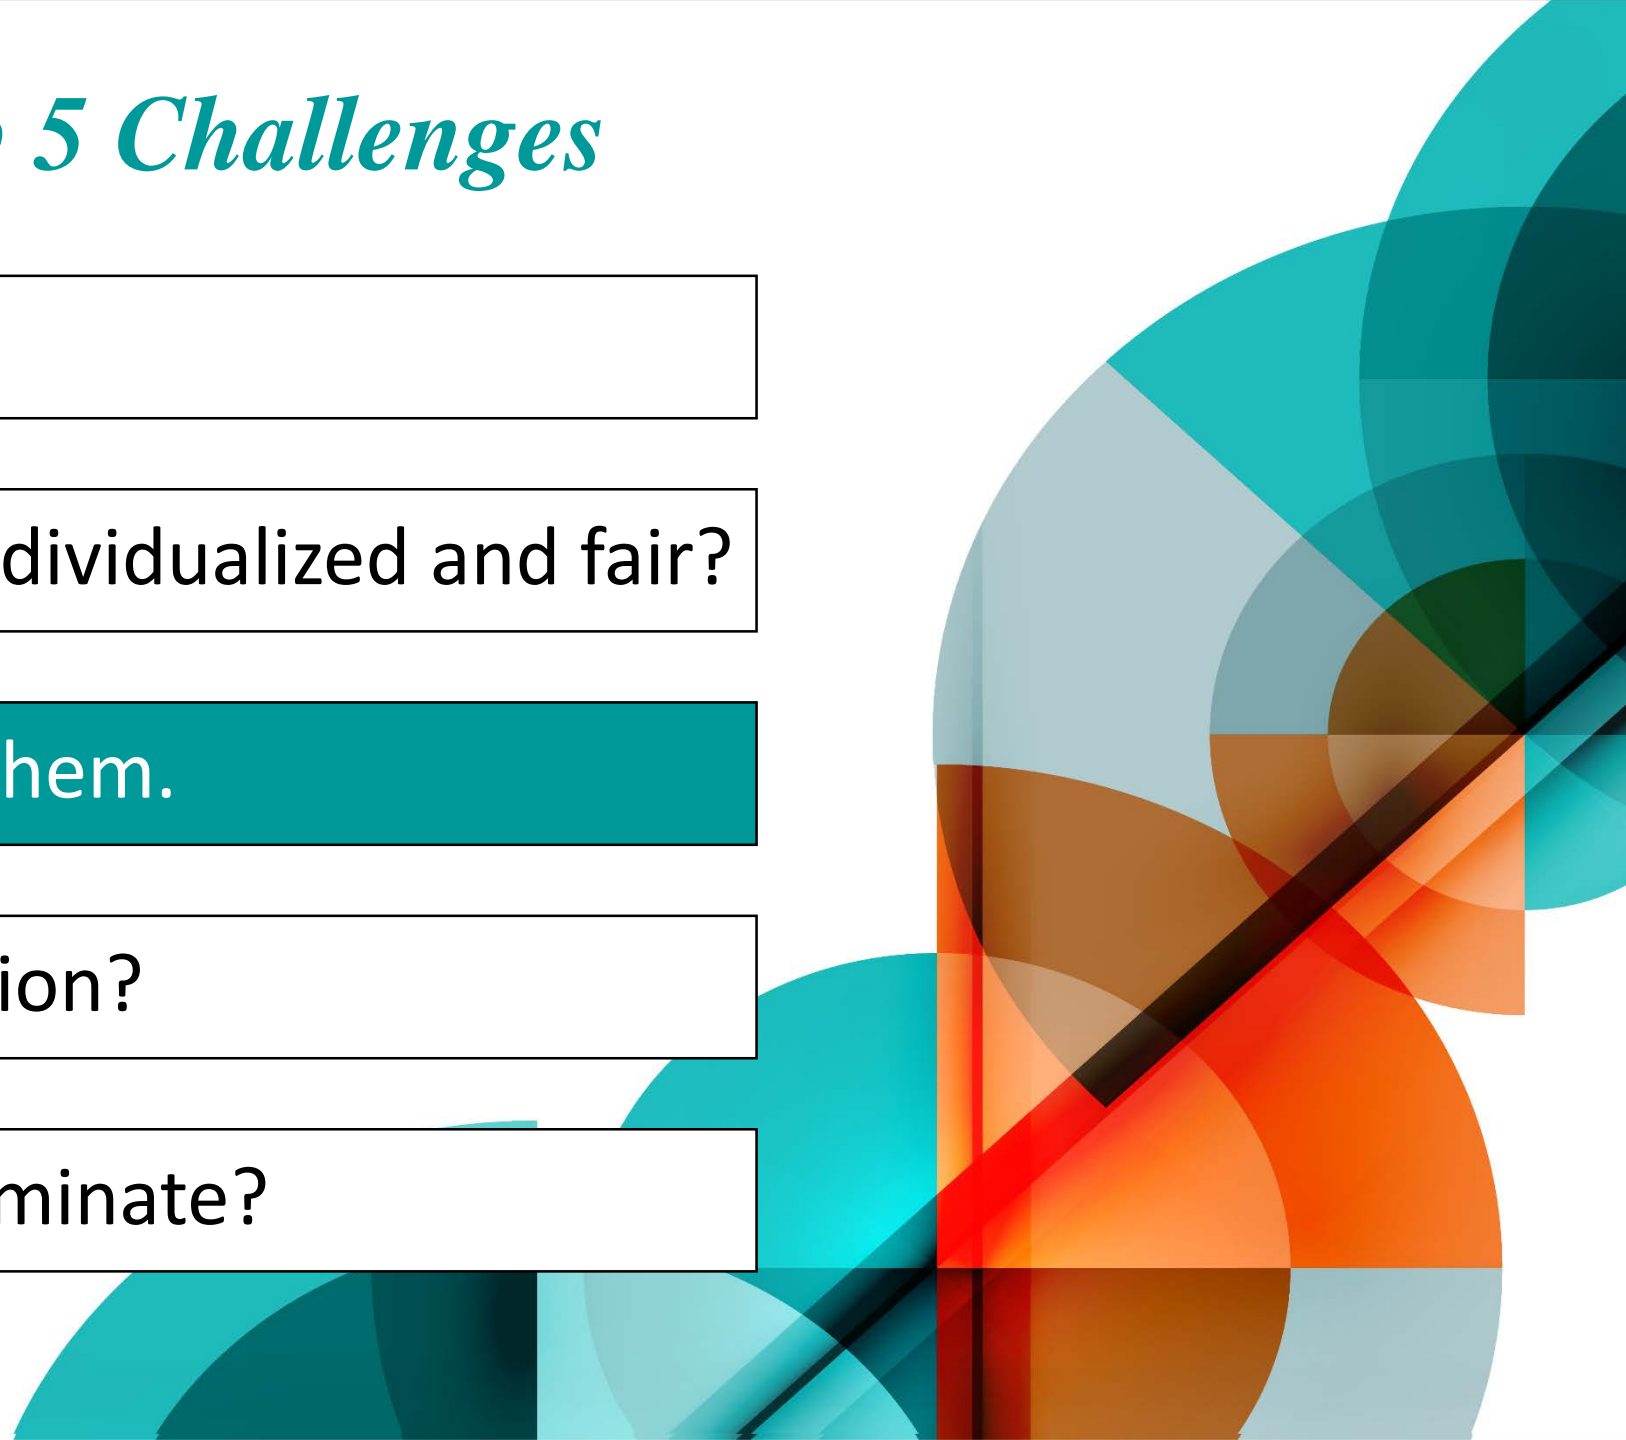 5 Challenges
dividualized and fair?
hem.
ion?
minate?